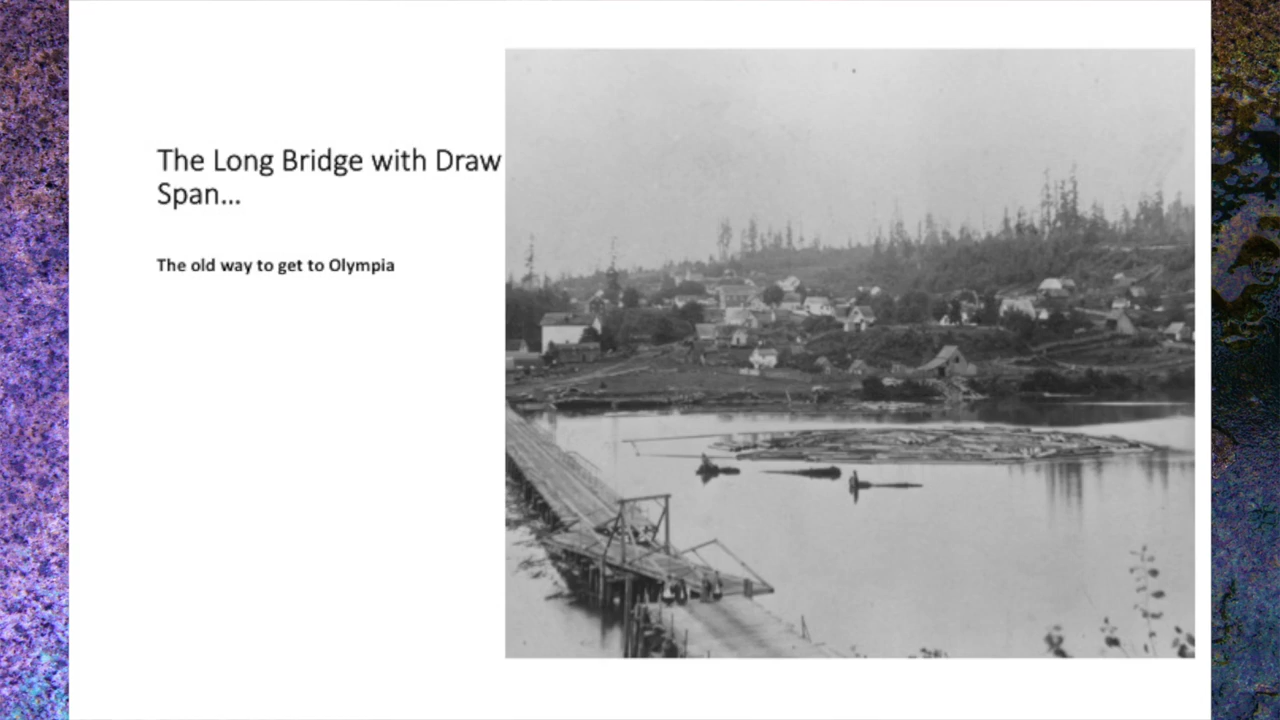 The Long Bridge with Draw
Span...
The old way to get to Olympia